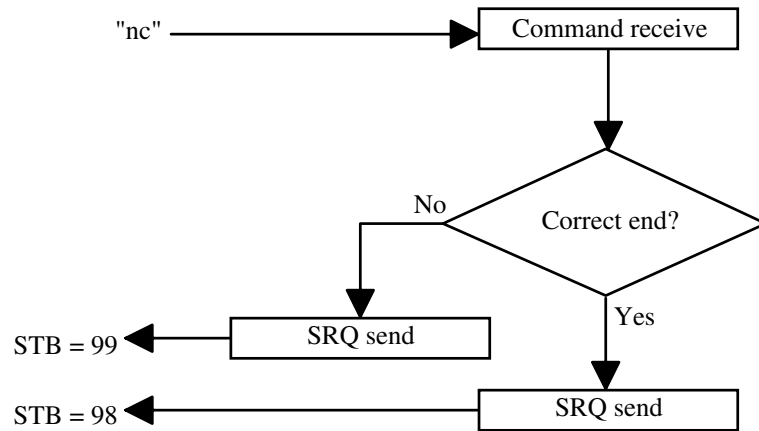 "nc"
Command receive
No
Correct end?
Yes
SRQ send
STB = 99
SRQ send
STB = 98